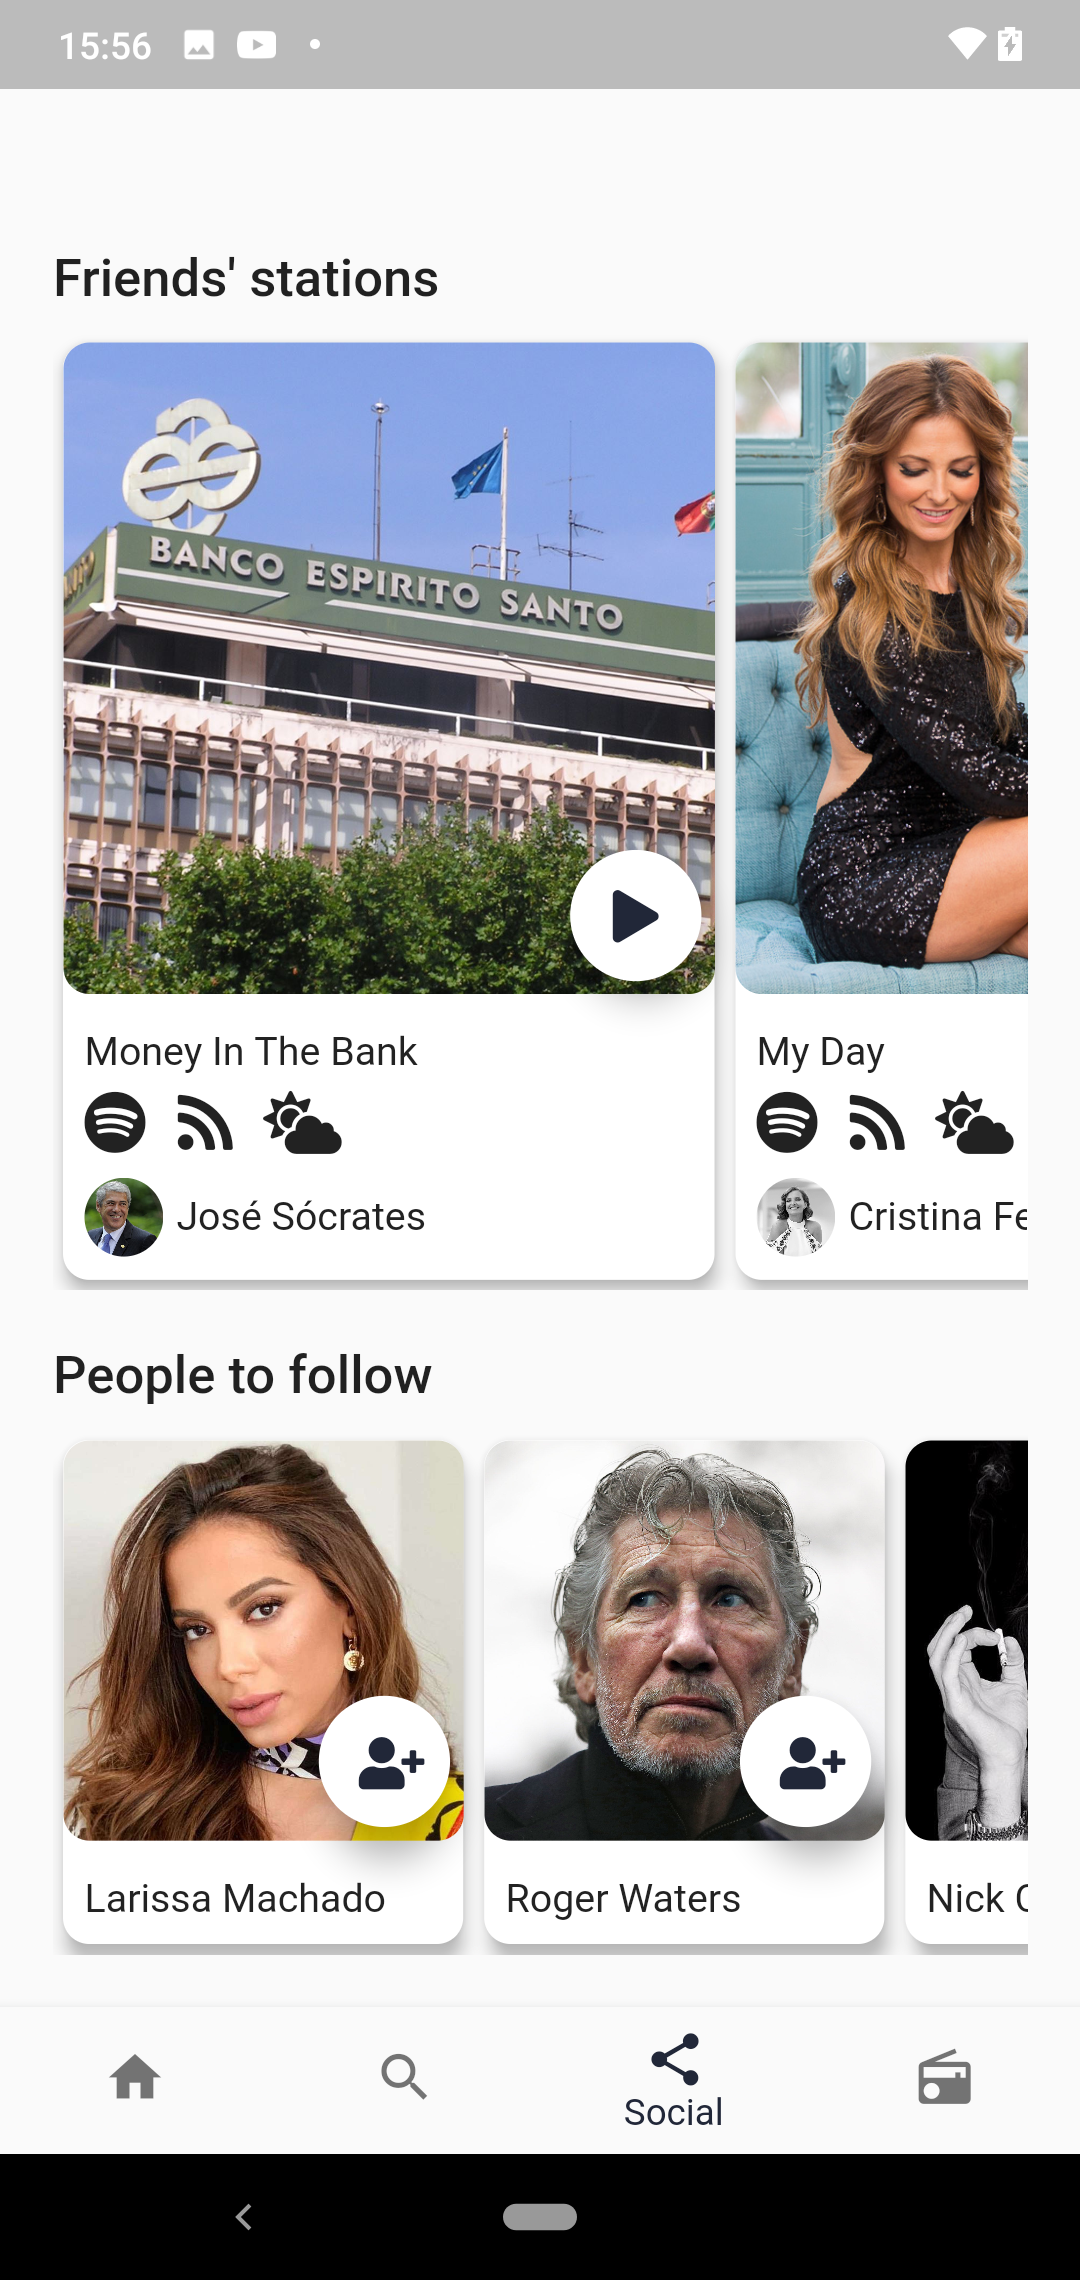 15:56
Friends' stations
BANCO ESPIRITO SANTO
Money In The Bank
My Day
José Sócrates
Cristina Fe
People to follow
Larissa Machado
Roger Waters
Nick
Social